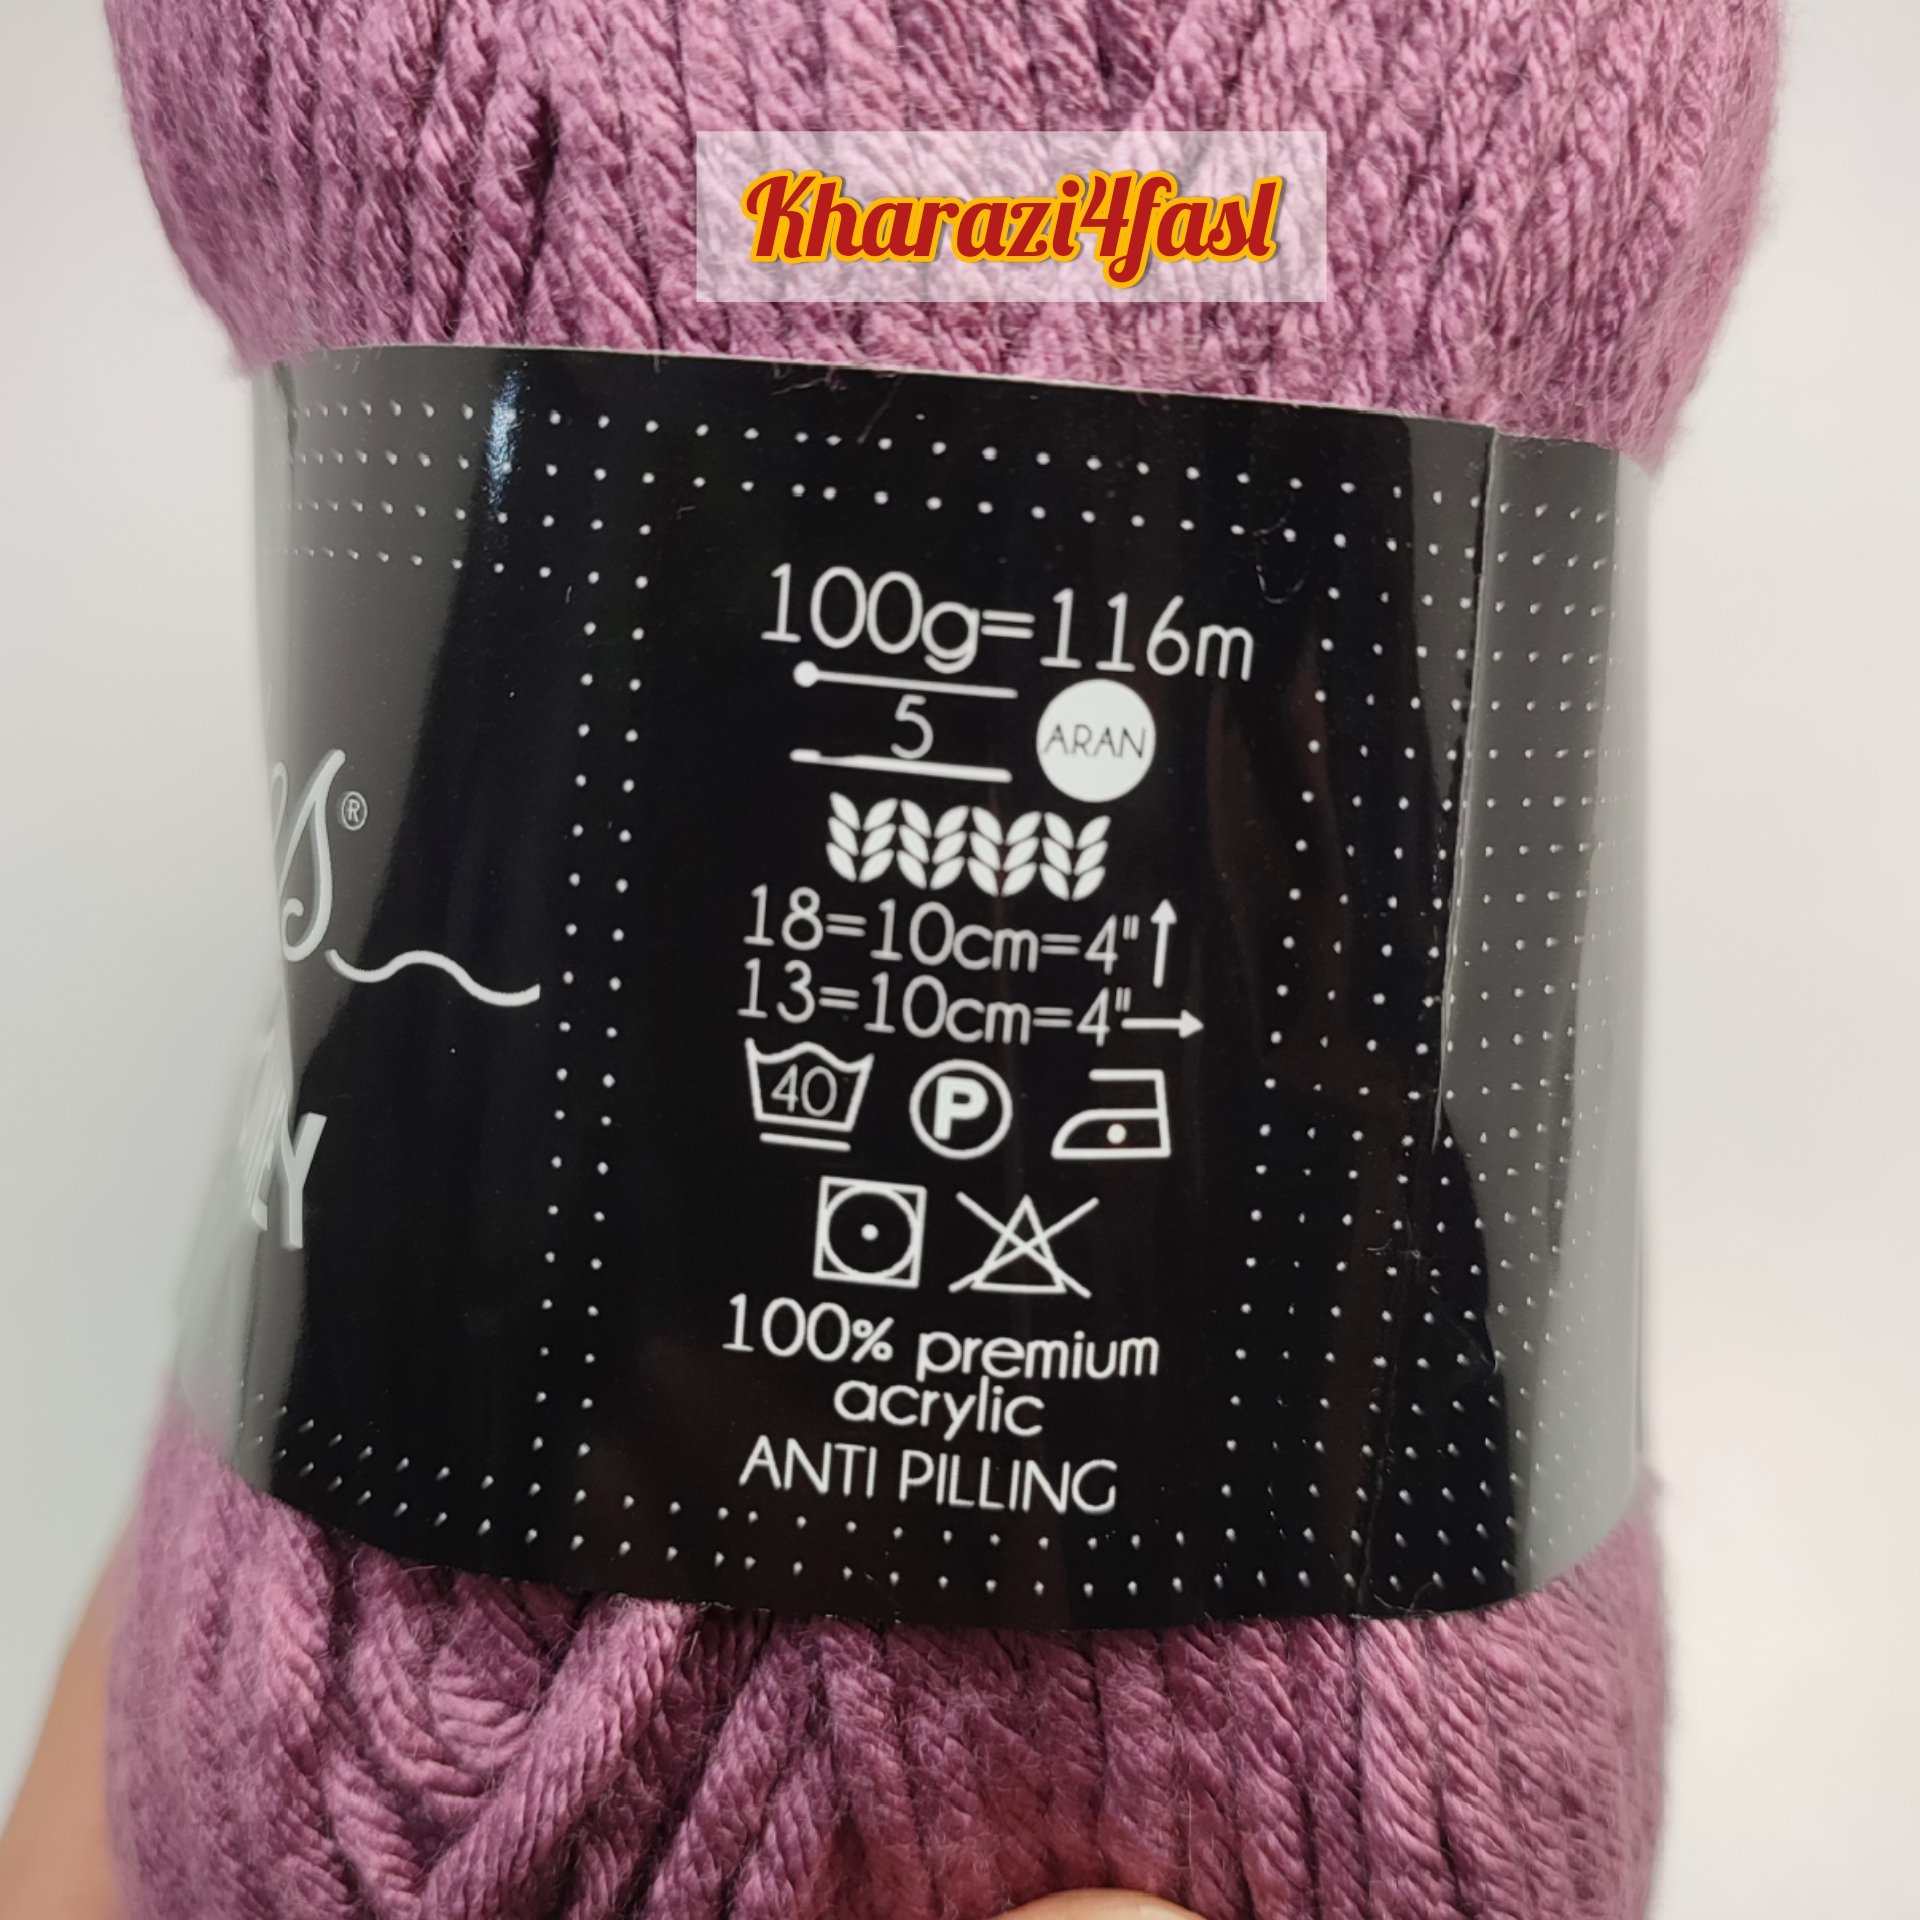 Kharazi4fasl
100g=116m
5
ARAN
18=10cm=4"
13=10cm=4"
40
P
100% premium
acrylic
ANTI PILLING
®